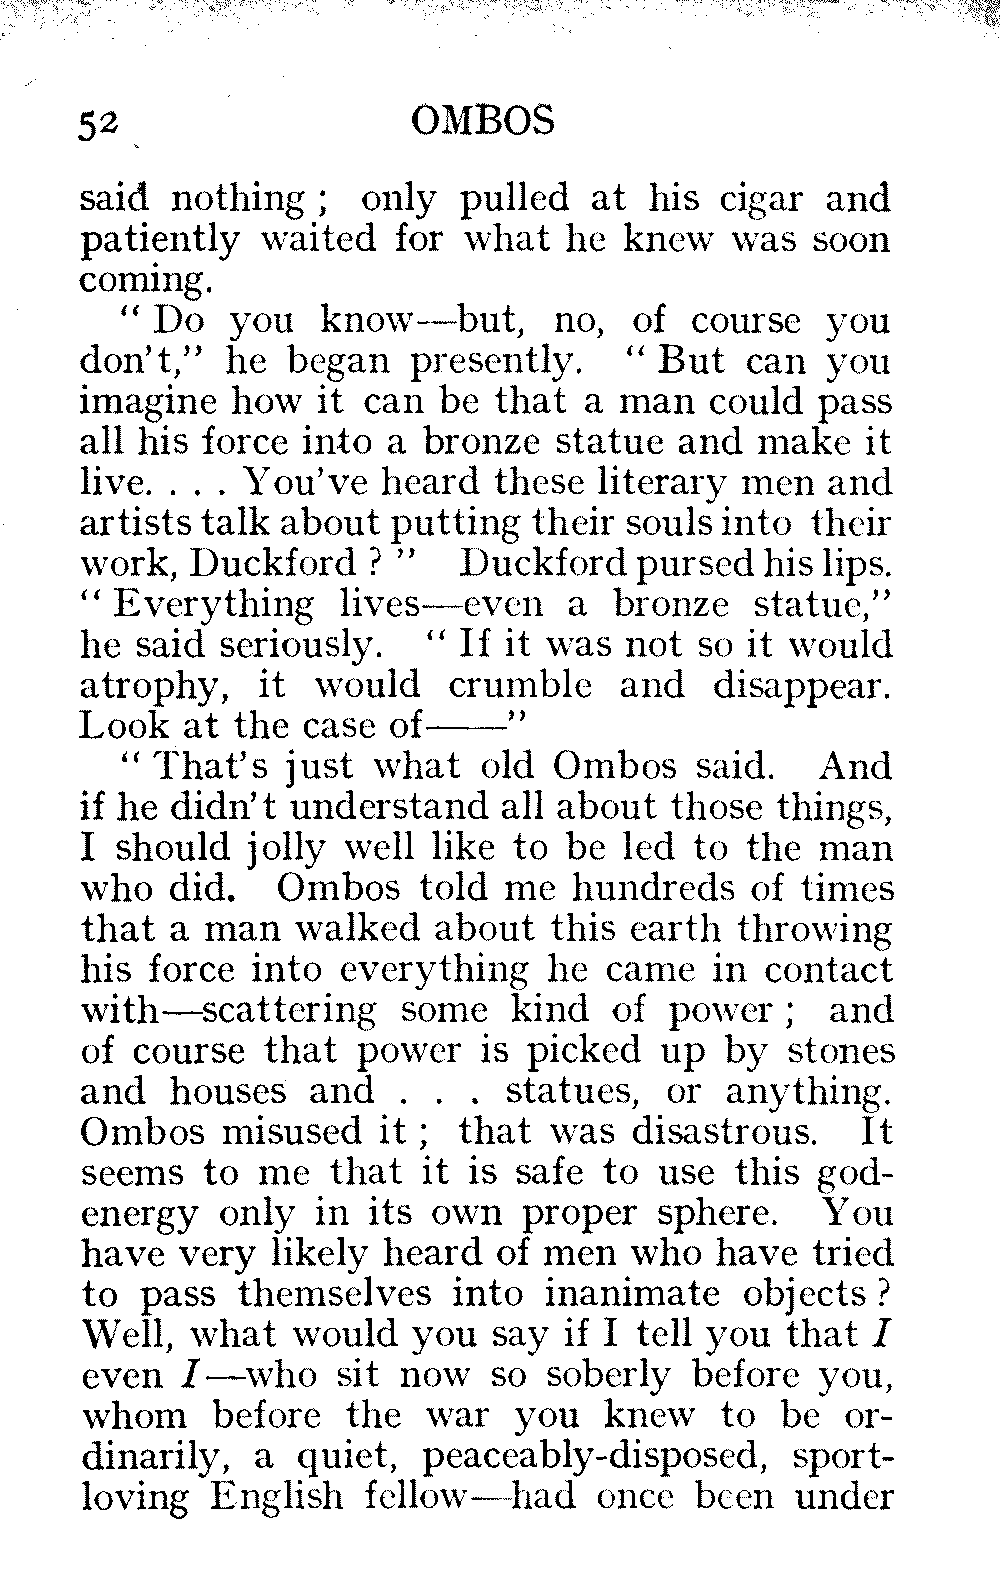 52 OMBOS
said nothing ; only pulled at his cigar and
patiently waited for what he knew was soon
coming.
“ Do you know—but, no, of course you
don’t,” he began presently. “ But can you
imagine how it can be that a man could pass
all his force into a bronze statue and make it
live. . . . You’ve heard these literary men and
artists talk about putting their souls into their
work, Duckford ? ” Duckford pursed his lips.
“ Everything lives—even a bronze statue,”
he said seriously. “ If it was not so it would
atrophy, it would crumble and disappear.
Look at the case of——”
“ That’s just what old Ombos said. And
if he didn’t understand all about those things,
I should jolly well like to be led to the man
who did. Ombos told me hundreds of times
that a man walked about this earth throwing
his force into everything he came in contact
with—scattering some kind of power ; and
of course that power is picked up by stones
and houses and . . . statues, or anything.
Ombos misused it ; that was disastrous. It
seems to me that it is safe to use this god-
energy only in its own proper sphere. You
have very likely heard of men who have tried
to pass themselves into inanimate objects ?
Well, what would you say if I tell you that I
even I—who sit now so soberly before you,
whom before the war you knew to be or-
dinarily, a quiet, peaceably-disposed, sport-
loving English fellow—had once been under